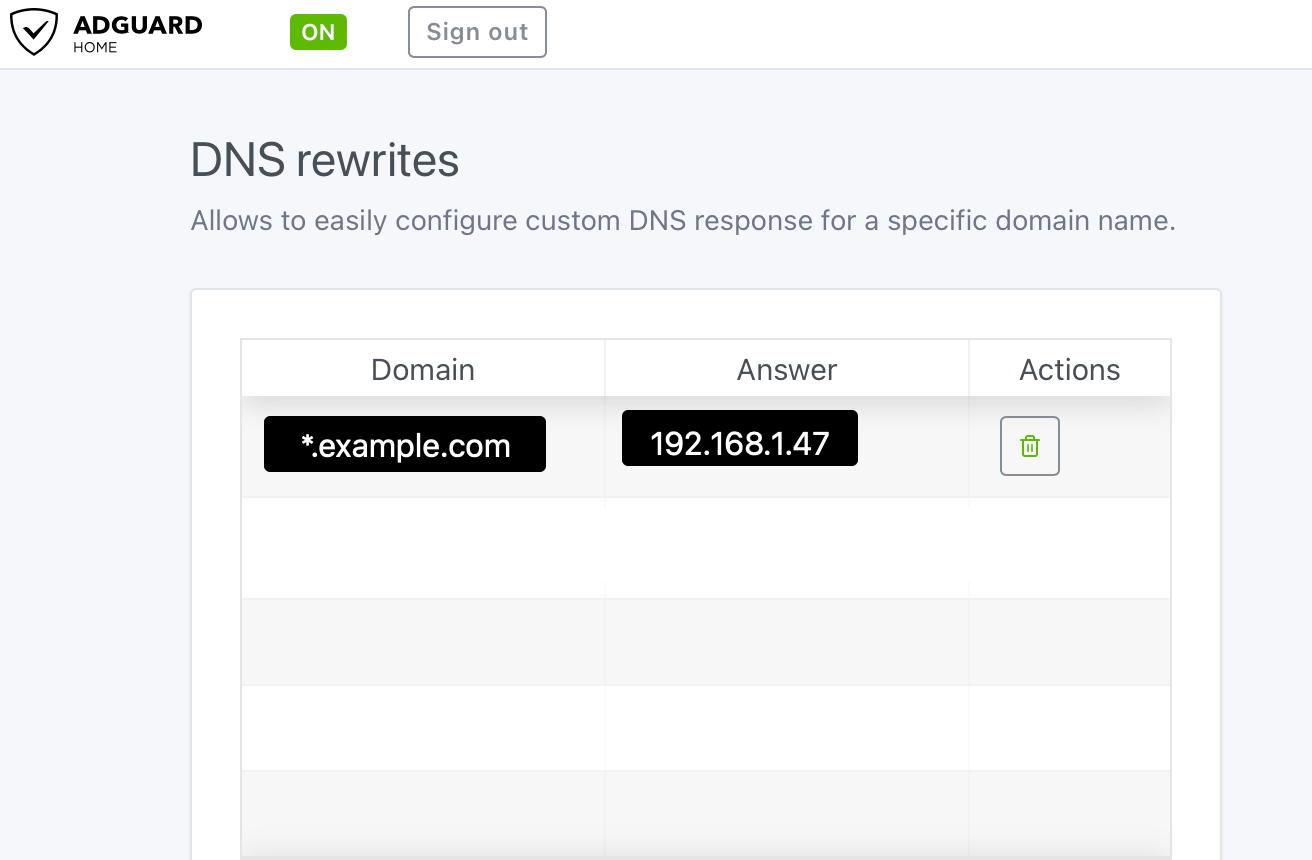 ADGUARD
HOME
ON
Sign out
DNS rewrites
Allows to easily configure custom DNS response for a specific domain name.
Domain Answer Actions
*.example.com 192.168.1.47